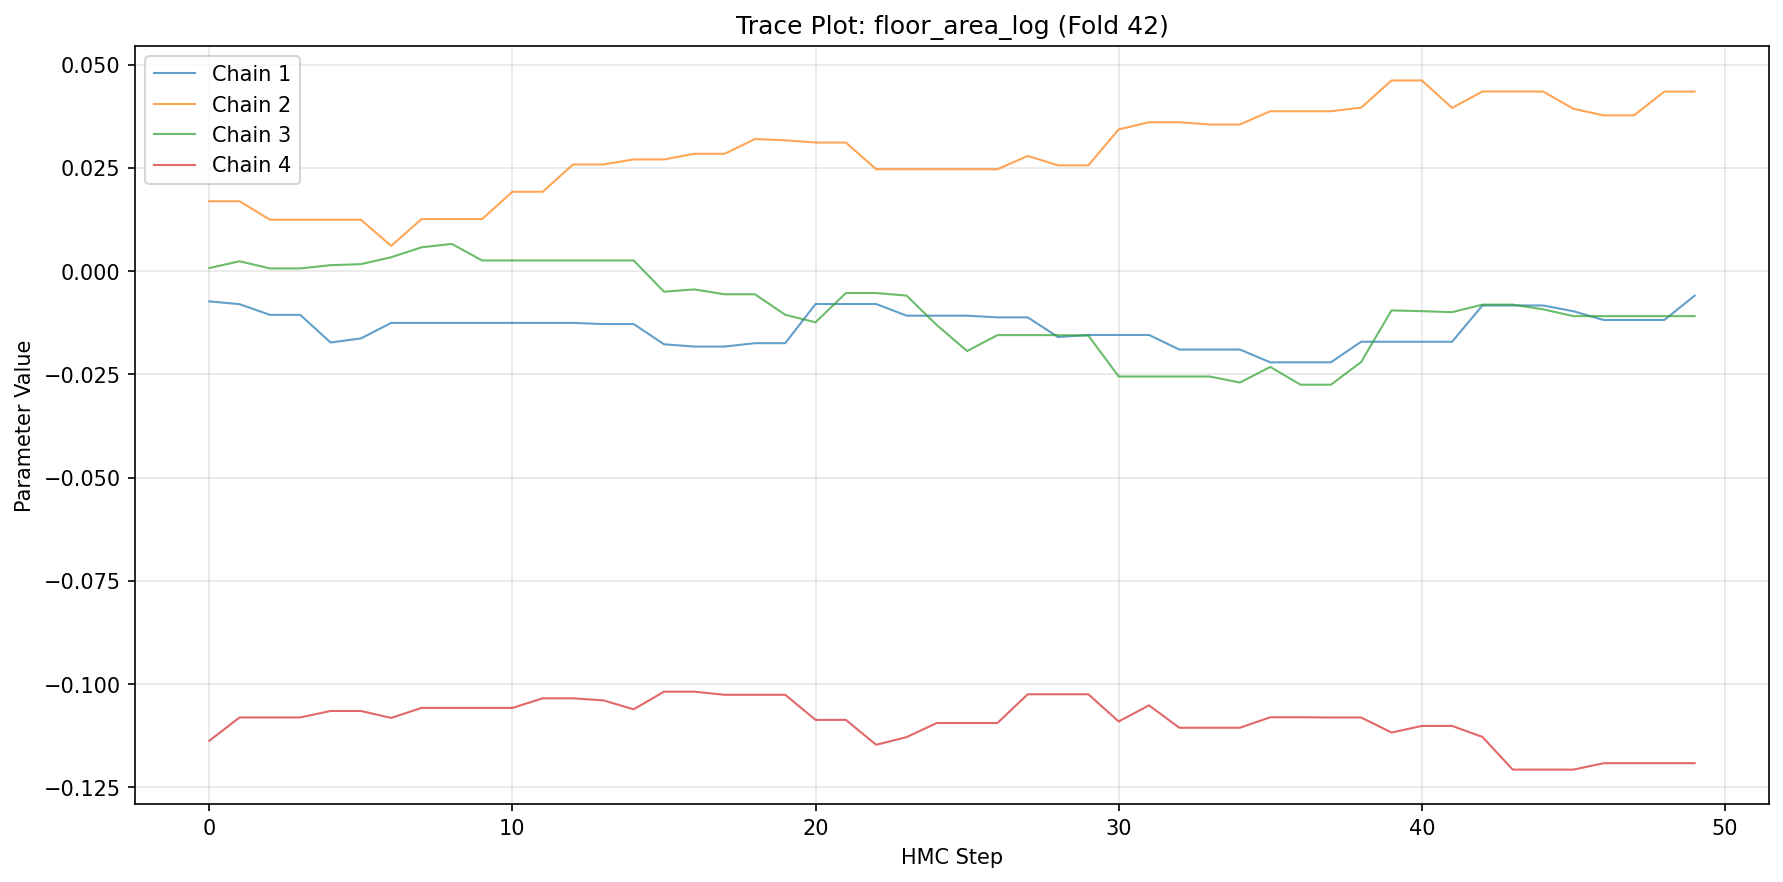 Trace Plot: floor_area_log (Fold 42)
Chain 1
Chain 2
Chain 3
Chain 4
0.050
0.025
0.000
−0.025
−0.050
−0.075
−0.100
−0.125
Parameter Value
0
10
20
30
40
50
HMC Step